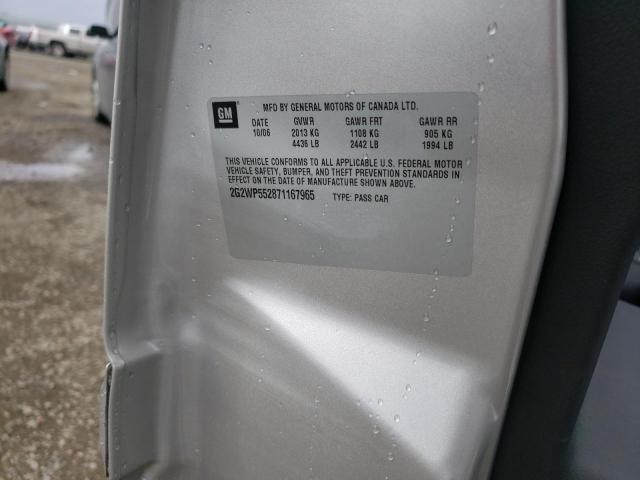 GM
MFD BY GENERAL MOTORS OF CANADA LTD.
DATE GVWR GAWR FRT GAWR RR
10/06 2013 KG 1108 KG 905 KG
4436 LB 2442 LB 1994 LB
THIS VEHICLE CONFORMS TO ALL APPLICABLE U.S. FEDERAL MOTOR
VEHICLE SAFETY, BUMPER, AND THEFT PREVENTION STANDARDS IN
EFFECT ON THE DATE OF MANUFACTURE SHOWN ABOVE.
2G2WP552871167965 TYPE: PASS CAR